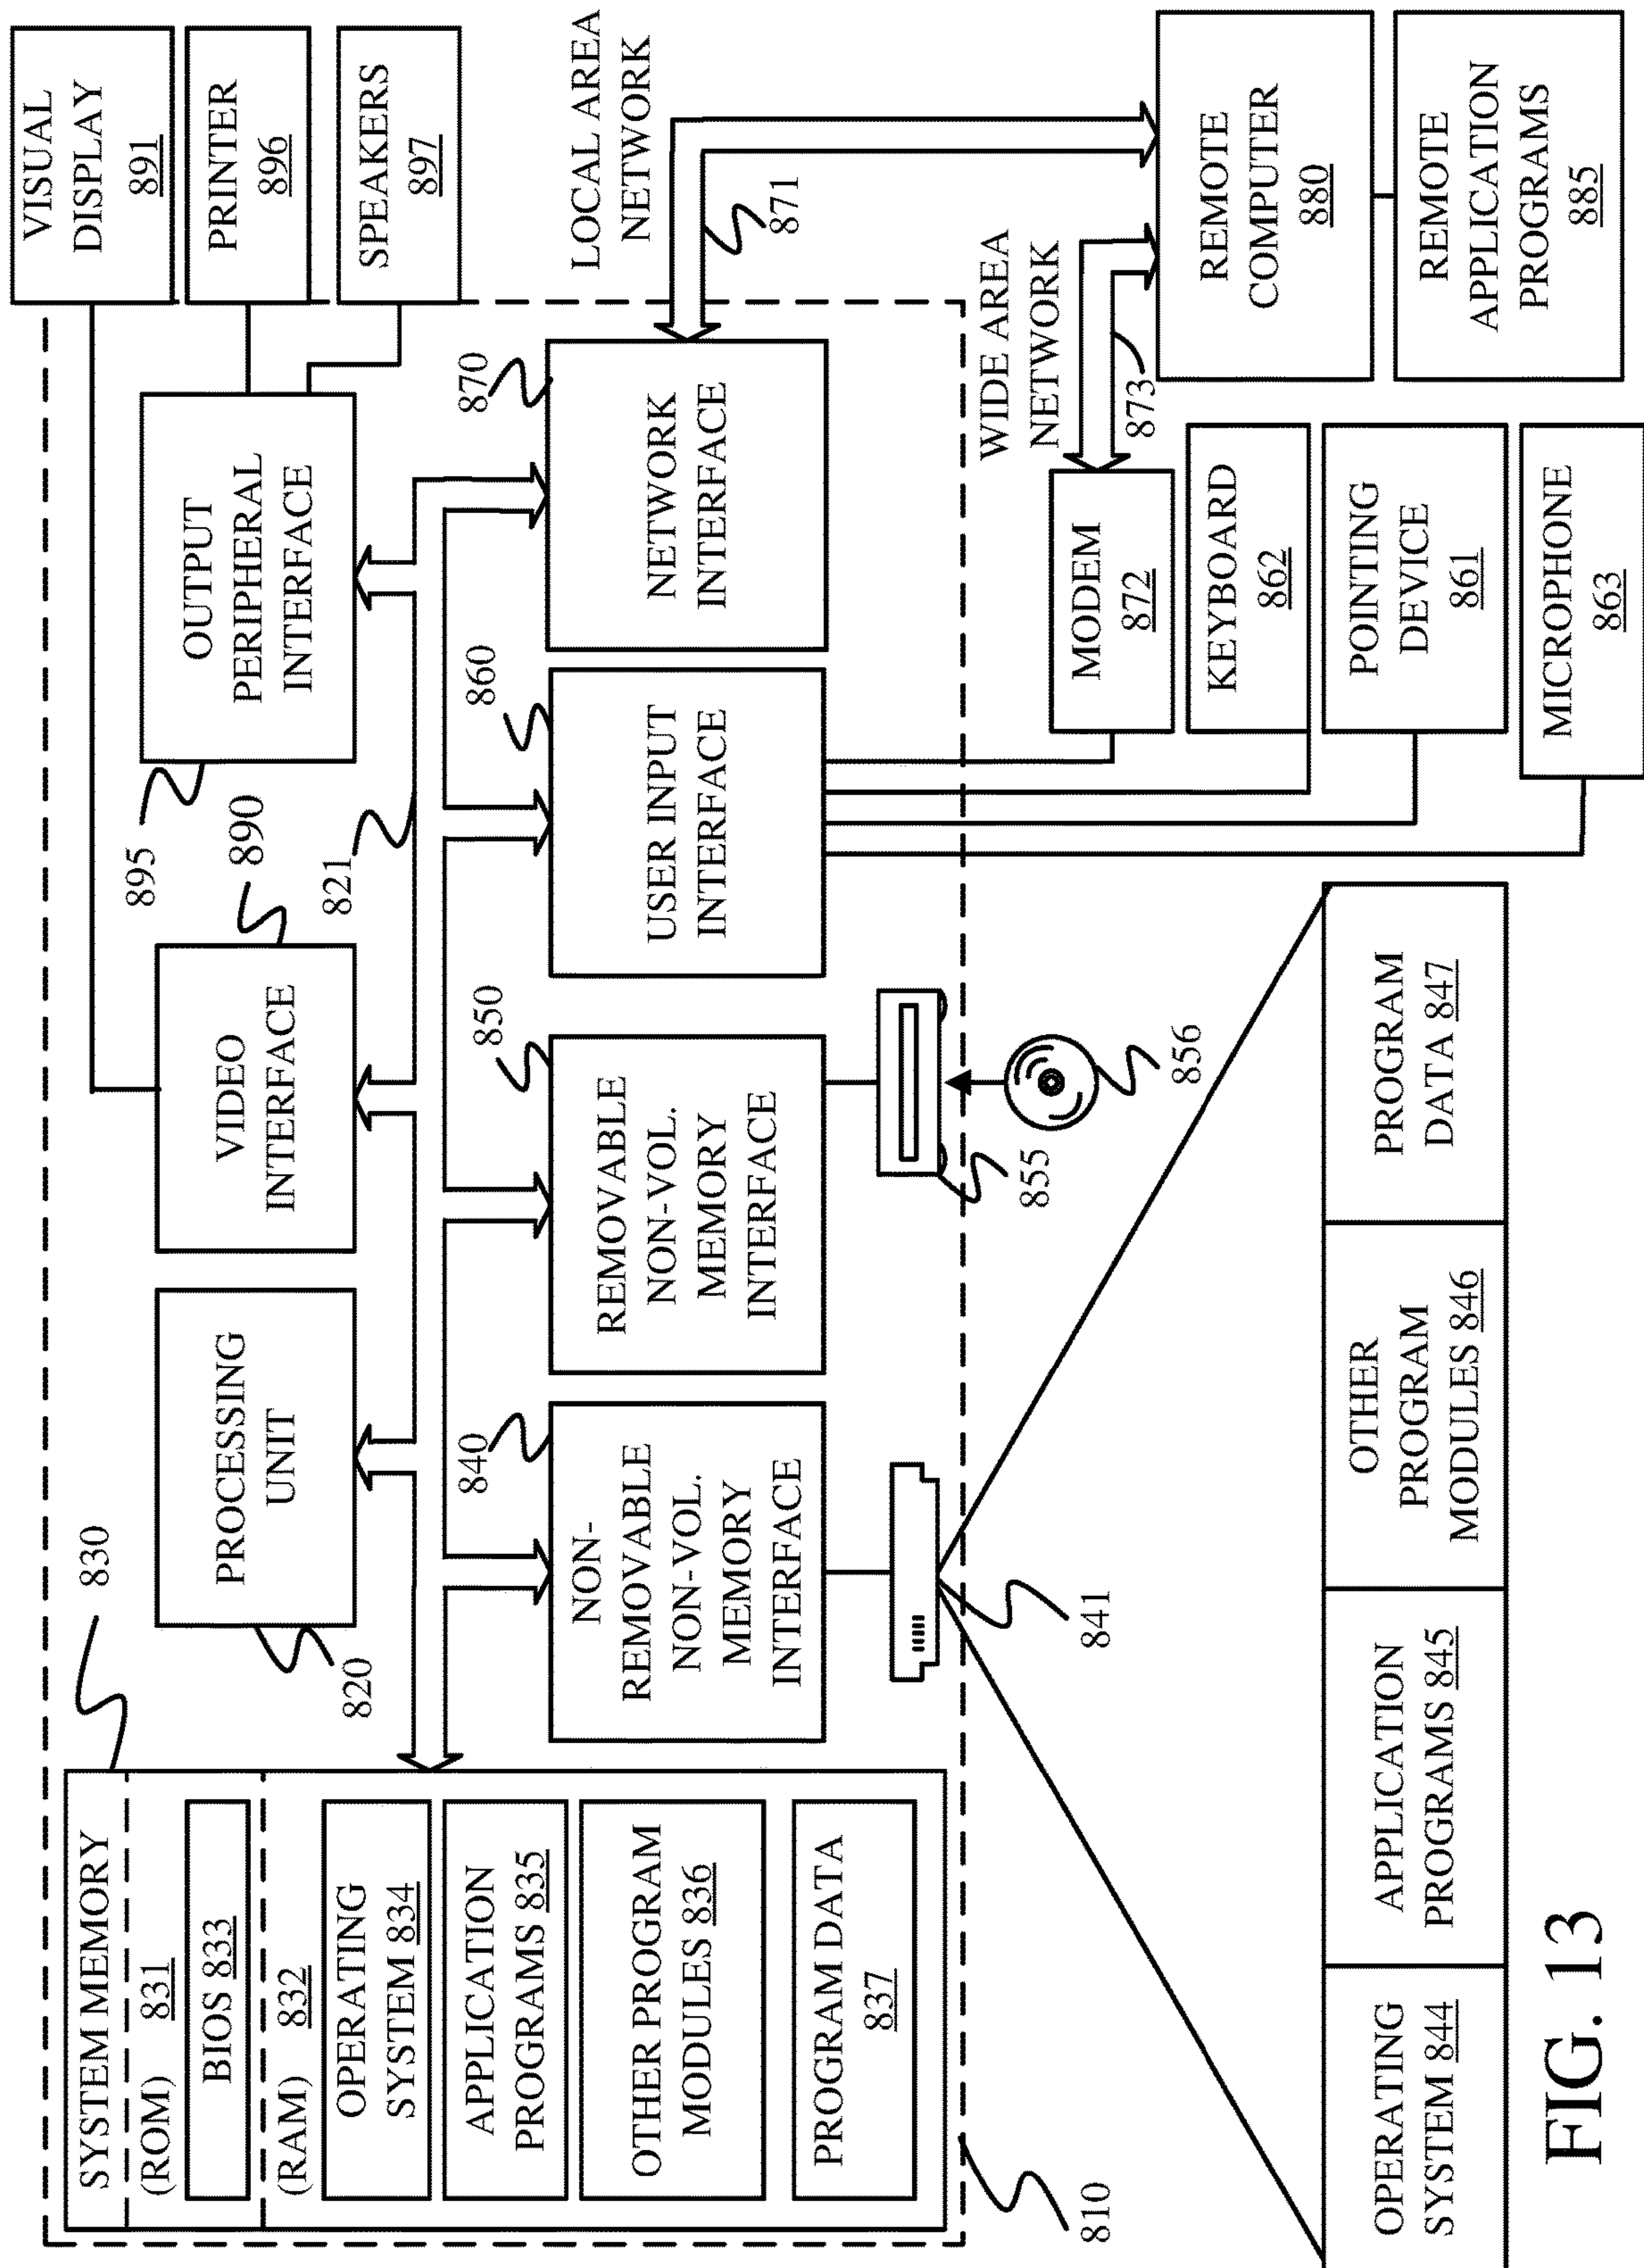 SYSTEM MEMORY
(ROM) 831
BIOS 833
(RAM) 832
OPERATING
SYSTEM 834
APPLICATION
PROGRAMS 835
OTHER PROGRAM
MODULES 836
PROGRAM DATA
837
810
830
PROCESSING
UNIT
820
VIDEO
INTERFACE
890
821
OUTPUT
PERIPHERAL
INTERFACE
895
VISUAL
DISPLAY
891
PRINTER
896
SPEAKERS
897
NON-
REMOVABLE
NON-VOL.
MEMORY
INTERFACE
840
REMOVABLE
NON-VOL.
MEMORY
INTERFACE
850
USER INPUT
INTERFACE
860
NETWORK
INTERFACE
870
LOCAL AREA
NETWORK
871
841
855
856
WIDE AREA
NETWORK
873
MODEM
872
KEYBOARD
862
POINTING
DEVICE
861
MICROPHONE
863
REMOTE
COMPUTER
880
REMOTE
APPLICATION
PROGRAMS
885
OPERATING
SYSTEM 844
APPLICATION
PROGRAMS 845
OTHER
PROGRAM
MODULES 846
PROGRAM
DATA 847
FIG. 13